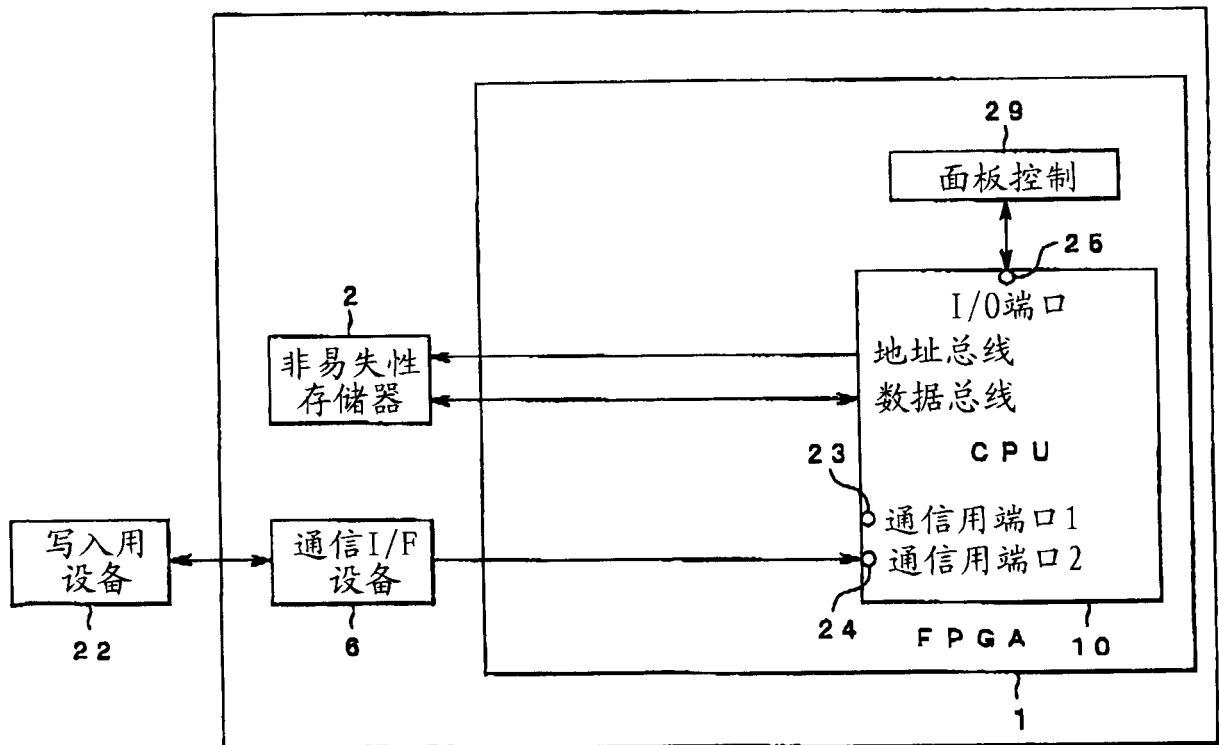 29
面板控制
25
I/O端口
2
非易失性
存储器
地址总线
数据总线
CPU
23
通信用端口1
写入用
设备
通信I/F
设备
通信用端口2
24
22
6
FPGA
10
1